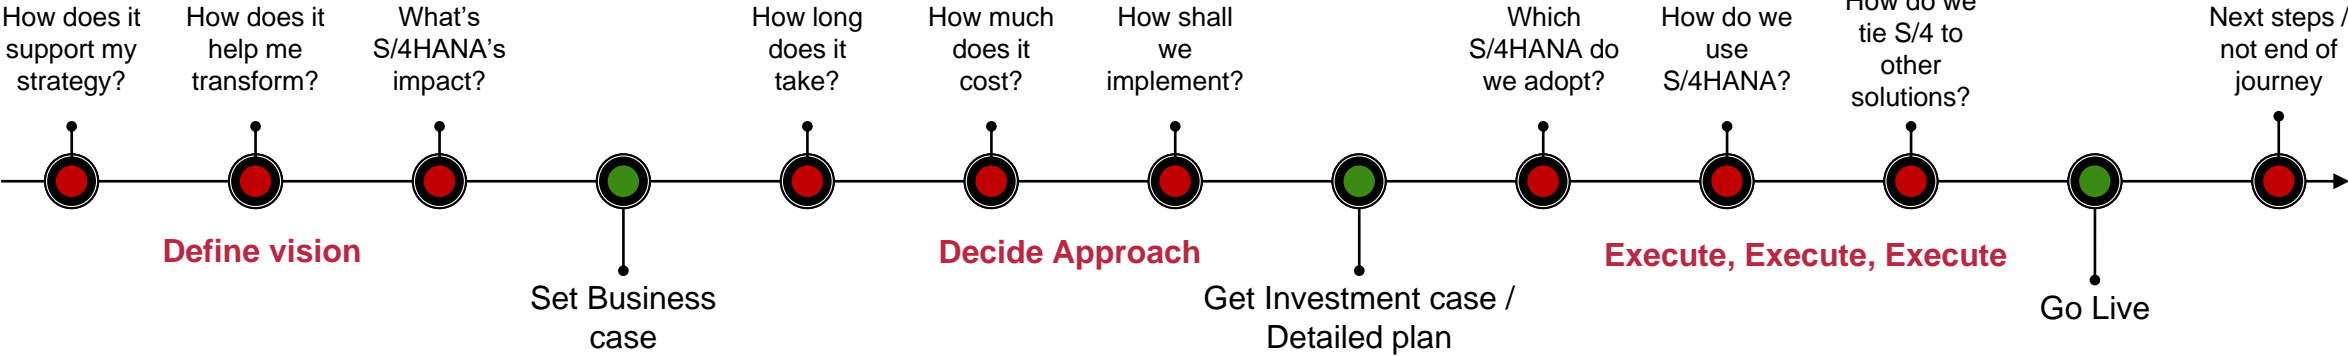 How does it
support my
strategy?
How does it
help me
transform?
What's
S/4HANA's
impact?
How long
does it
take?
How much
does it
cost?
How shall
we
implement?
Which
S/4HANA do
we adopt?
How do we
use
S/4HANA?
How do we
tie S/4 to
other
solutions?
Next steps /
not end of
journey
Define vision
Decide Approach
Execute, Execute, Execute
Set Business
case
Get Investment case /
Detailed plan
Go Live